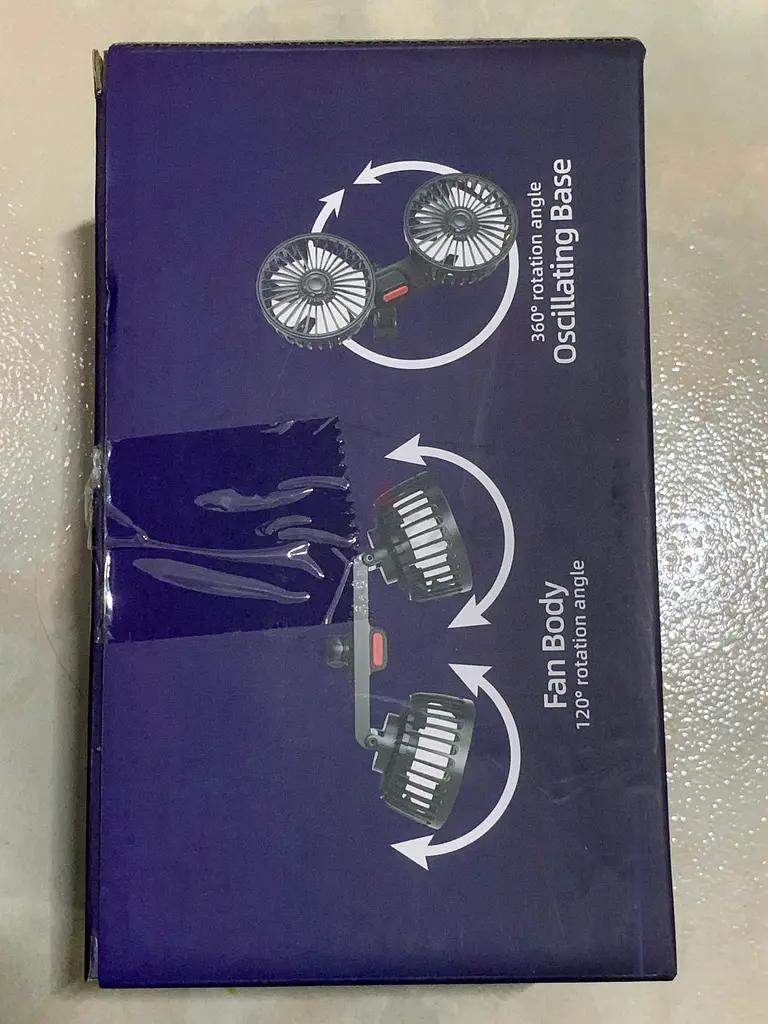 Fan Body
120° rotation angle
360° rotation angle
Oscillating Base